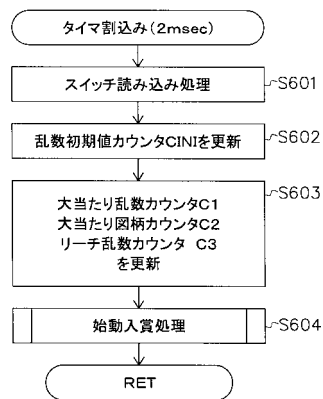 タイマ割込み(2msec)
スイッチ読み込み処理
S601
乱数初期値カウンタCINIを更新
S602
S603
大当たり乱数カウンタC1
大当たり図柄カウンタC2
リーチ乱数カウンタ C3
を更新
始動入賞処理
S604
RET